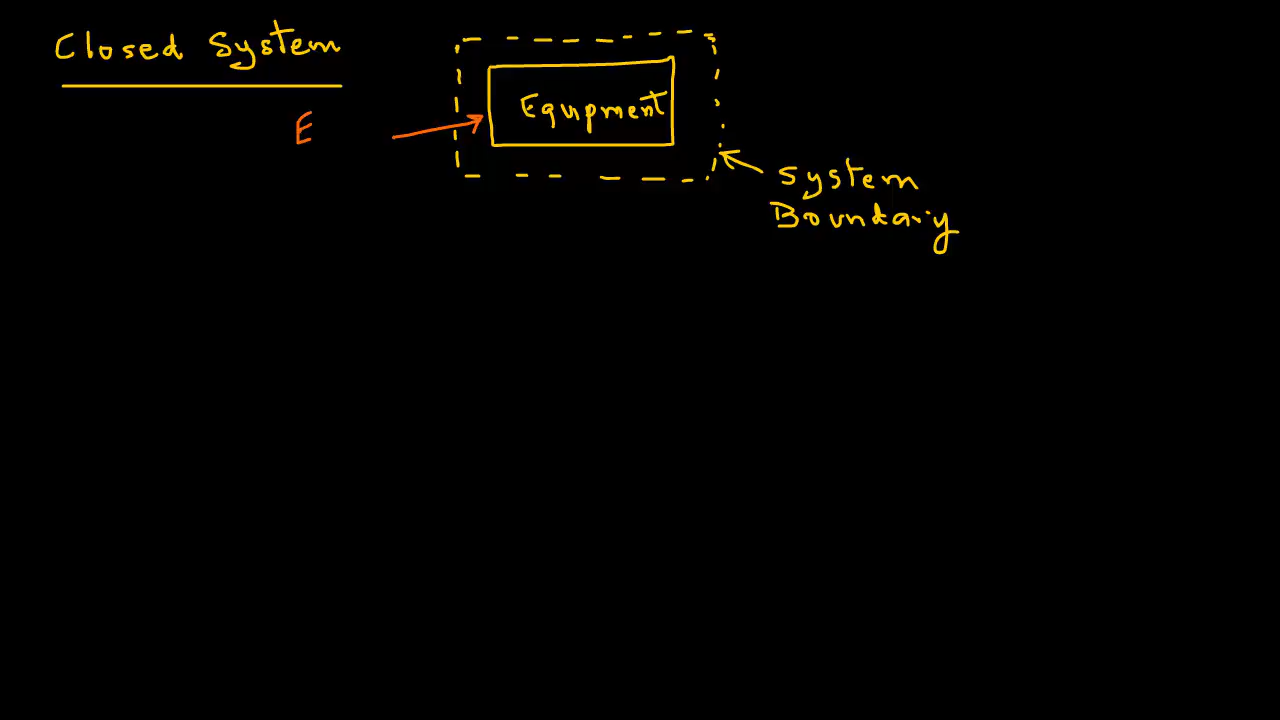 Closed System
Equipment
E
System
Boundary